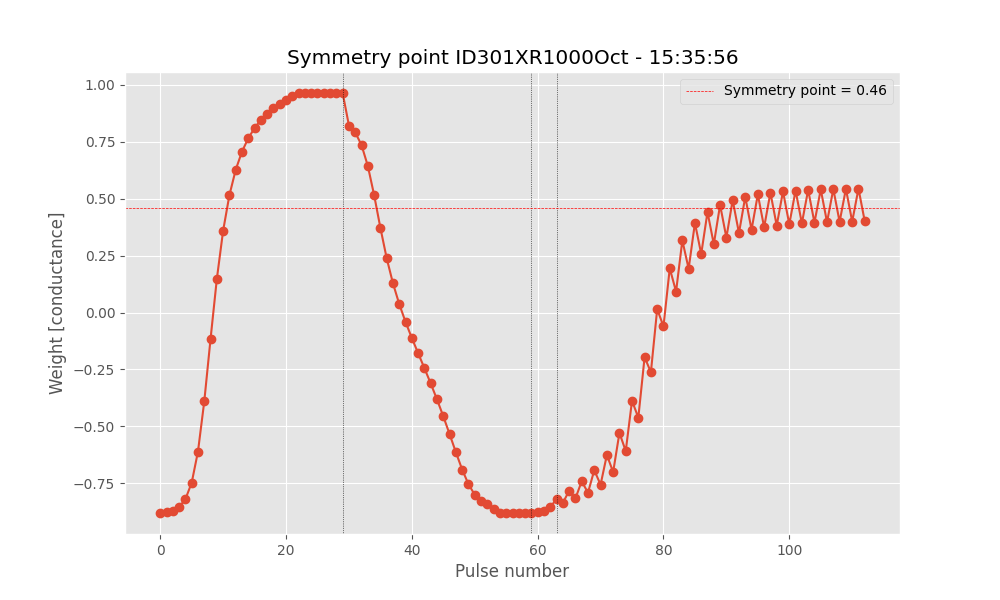 Symmetry point ID301XR1000Oct - 15:35:56
Symmetry point = 0.46
Weight [conductance]
1.00
0.75
0.50
0.25
0.00
−0.25
−0.50
−0.75
0 20 40 60 80 100
Pulse number